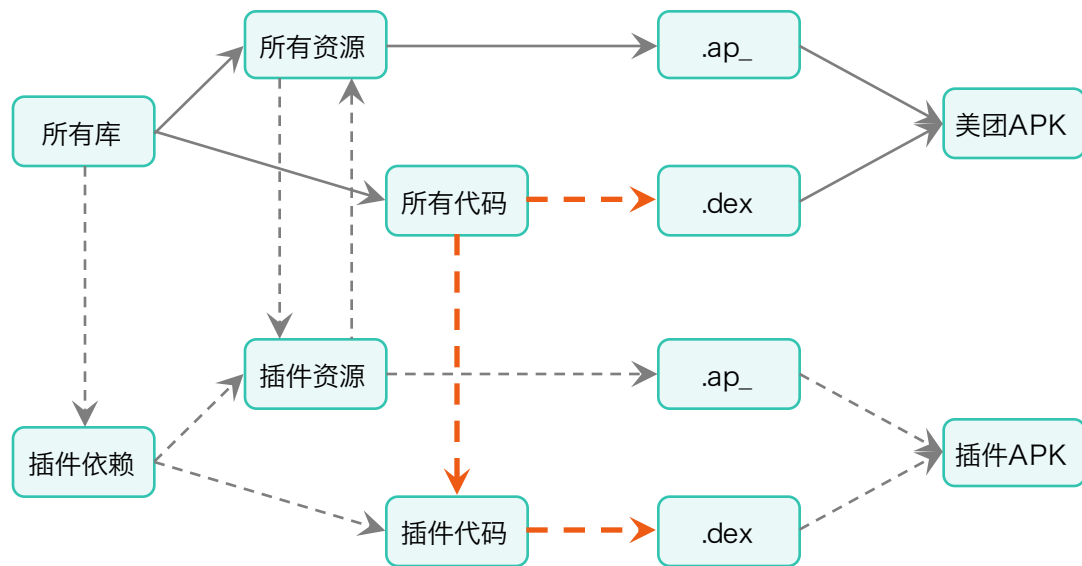 所有资源
.ap_
所有库
美团APK
所有代码
.dex
插件资源
.ap_
插件依赖
插件APK
插件代码
.dex